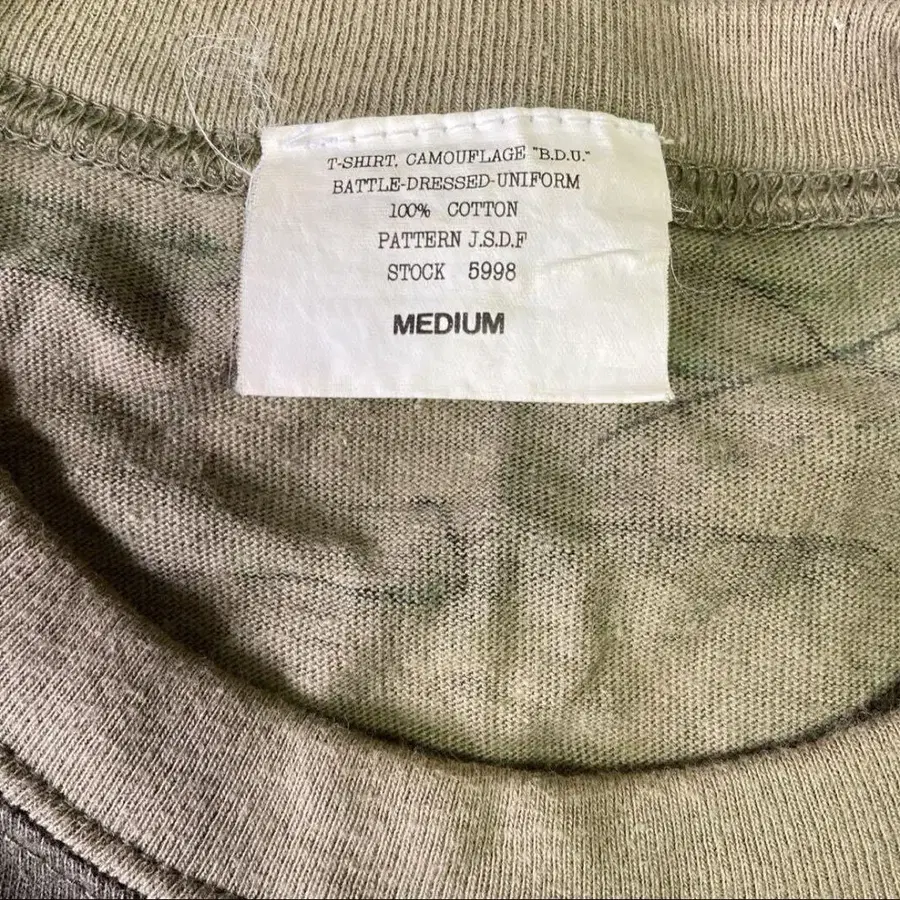 T-SHIRT, CAMOUFLAGE "B.D.U."
BATTLE-DRESSED-UNIFORM
100% COTTON
PATTERN J.S.D.F
STOCK 5998
MEDIUM